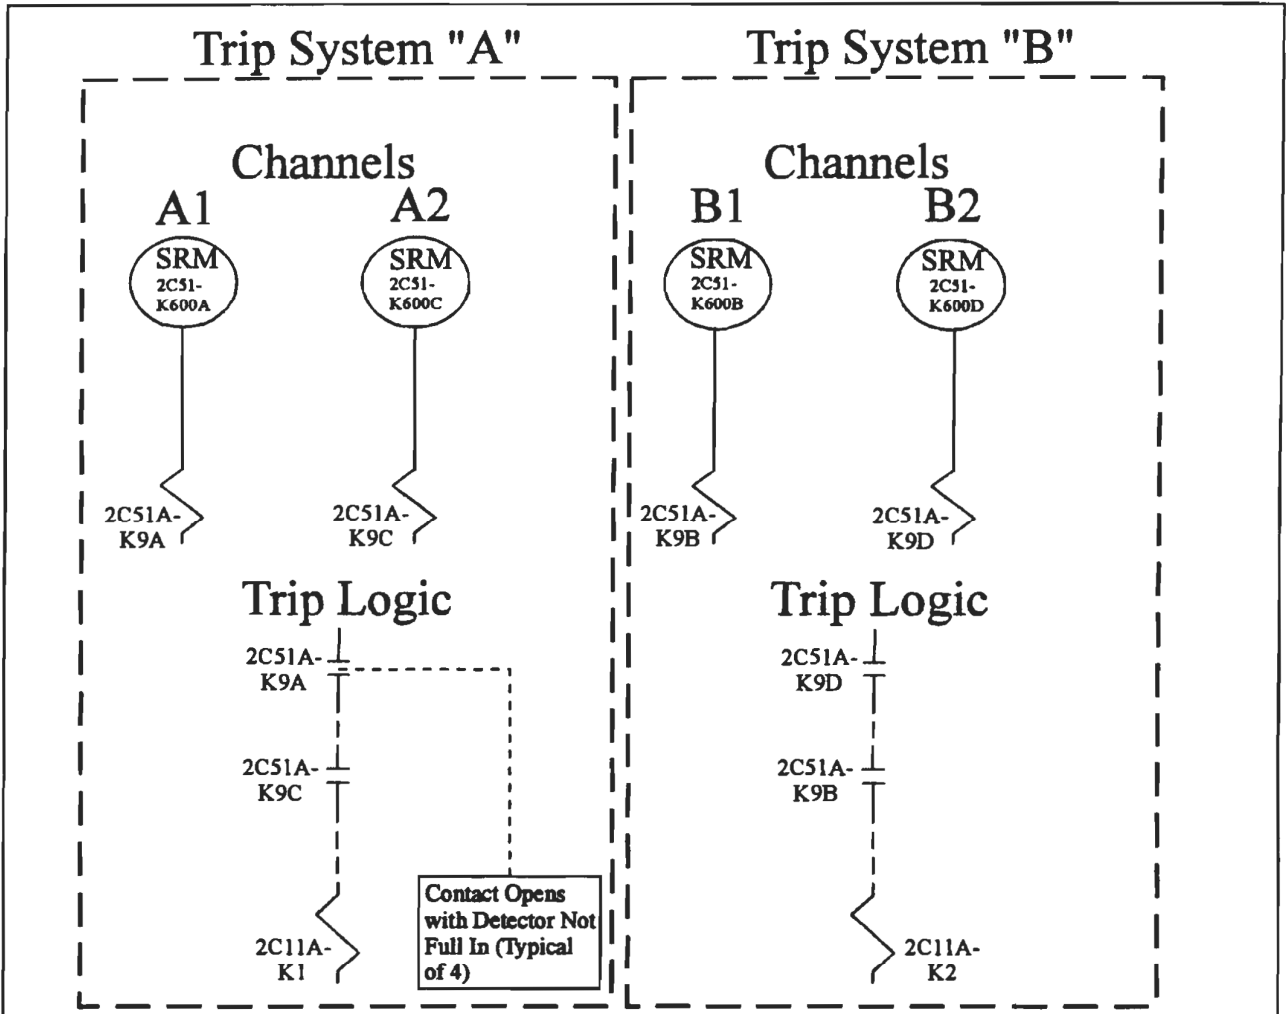 Trip System "A"
Trip System "B"
Channels
A1
A2
SRM
2C51-
K600A
SRM
2C51-
K600C
2C51A-
K9A
2C51A-
K9C
Trip Logic
2C51A-
K9A
2C51A-
K9C
2C11A-
K1
Contact Opens
with Detector Not
Full In (Typical
of 4)
Channels
B1
B2
SRM
2C51-
K600B
SRM
2C51-
K600D
2C51A-
K9B
2C51A-
K9D
Trip Logic
2C51A-
K9D
2C51A-
K9B
2C11A-
K2